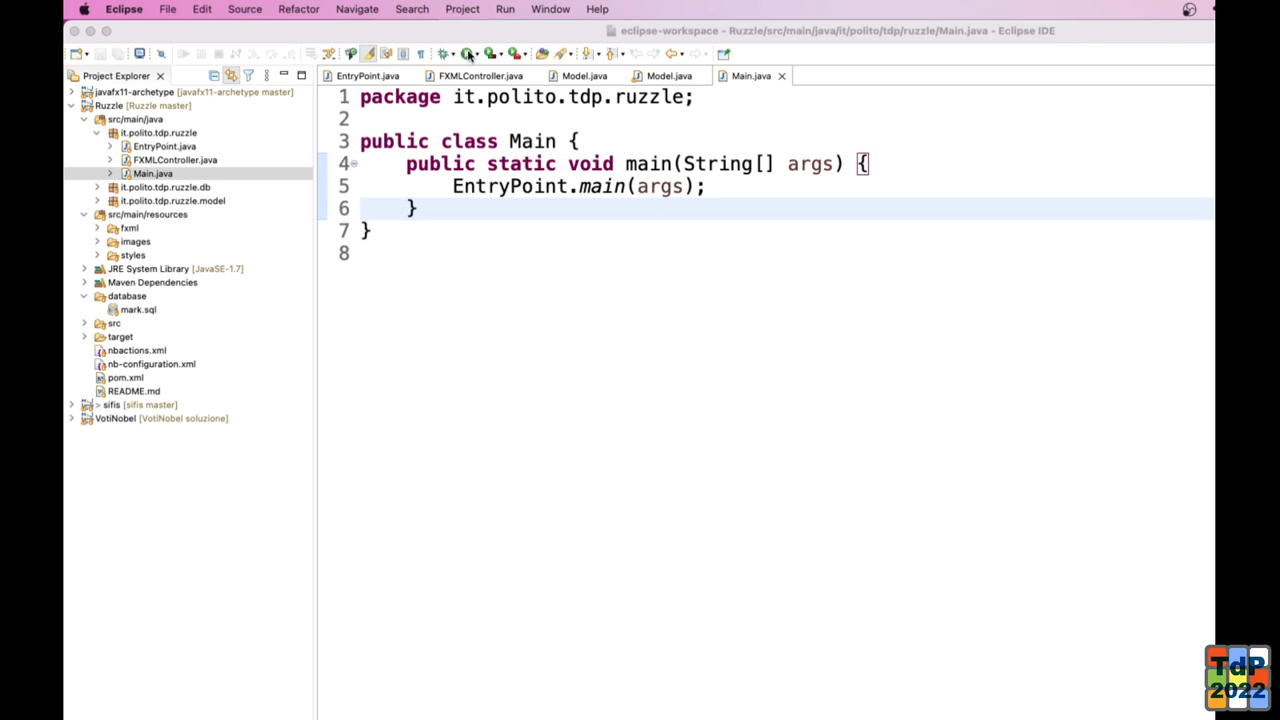 Eclipse File Edit Source Refactor Navigate Search Project Run Window Help
eclipse-workspace - Ruzzle/src/main/java/it/polito/tdp/ruzzle/Main.java - Eclipse IDE
Project Explorer
EntryPoint.java FXMLController.java Model.java Model.java Main.java
javafx11-archetype [javafx11-archetype master]
Ruzzle [Ruzzle master]
src/main/java
it.polito.tdp.ruzzle
EntryPoint.java
FXMLController.java
Main.java
it.polito.tdp.ruzzle.db
it.polito.tdp.ruzzle.model
src/main/resources
fxml
images
styles
JRE System Library [JavaSE-1.7]
Maven Dependencies
database
mark.sql
src
target
nbactions.xml
nb-configuration.xml
pom.xml
README.md
> sifis [sifis master]
VotiNobel [VotiNobel soluzione]
1 package it.polito.tdp.ruzzle;
2
3 public class Main {
4 public static void main(String[] args) {
5 EntryPoint.main(args);
6 }
7 }
8
TdP
2022